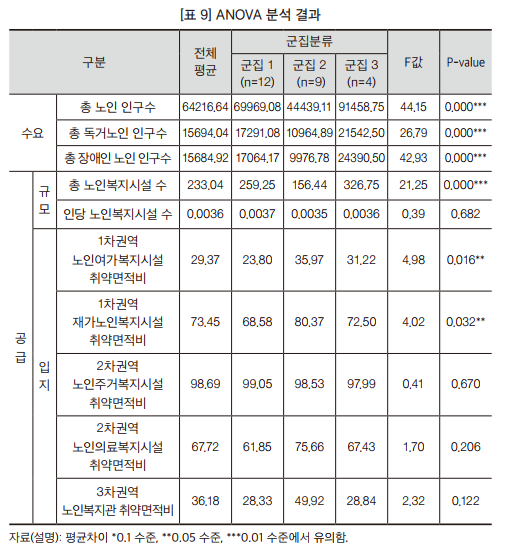 [표 9] ANOVA 분석 결과
구분 전체 평균 군집분류 F값 P-value
군집 1 (n=12) 군집 2 (n=9) 군집 3 (n=4)
수요 총 노인 인구수 64216,64 69969,08 44439,11 91458,75 44,15 0,000***
총 독거노인 인구수 15694,04 17291,08 10964,89 21542,50 26,79 0,000***
총 장애인 노인 인구수 15684,92 17064,17 9976,78 24390,50 42,93 0,000***
공급 규모 총 노인복지시설 수 233,04 259,25 156,44 326,75 21,25 0,000***
인당 노인복지시설 수 0,0036 0,0037 0,0035 0,0036 0,39 0,682
입지 1차권역 노인여가복지시설 취약면적비 29,37 23,80 35,97 31,22 4,98 0,016**
1차권역 재가노인복지시설 취약면적비 73,45 68,58 80,37 72,50 4,02 0,032**
2차권역 노인주거복지시설 취약면적비 98,69 99,05 98,53 97,99 0,41 0,670
2차권역 노인의료복지시설 취약면적비 67,72 61,85 75,66 67,43 1,70 0,206
3차권역 노인복지관 취약면적비 36,18 28,33 49,92 28,84 2,32 0,122
자료(설명): 평균차이 *0.1 수준, **0.05 수준, ***0.01 수준에서 유의함.